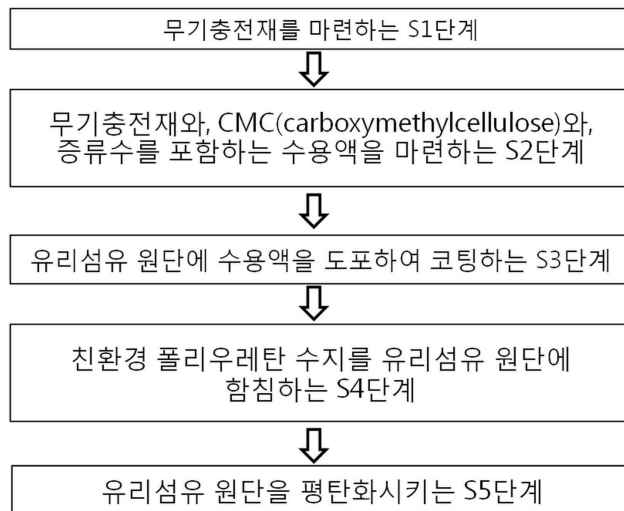 무기충전재를 마련하는 S1단계
무기충전재와, CMC(carboxymethylcellulose)와,
증류수를 포함하는 수용액을 마련하는 S2단계
유리섬유 원단에 수용액을 도포하여 코팅하는 S3단계
친환경 폴리우레탄 수지를 유리섬유 원단에
함침하는 S4단계
유리섬유 원단을 평탄화시키는 S5단계